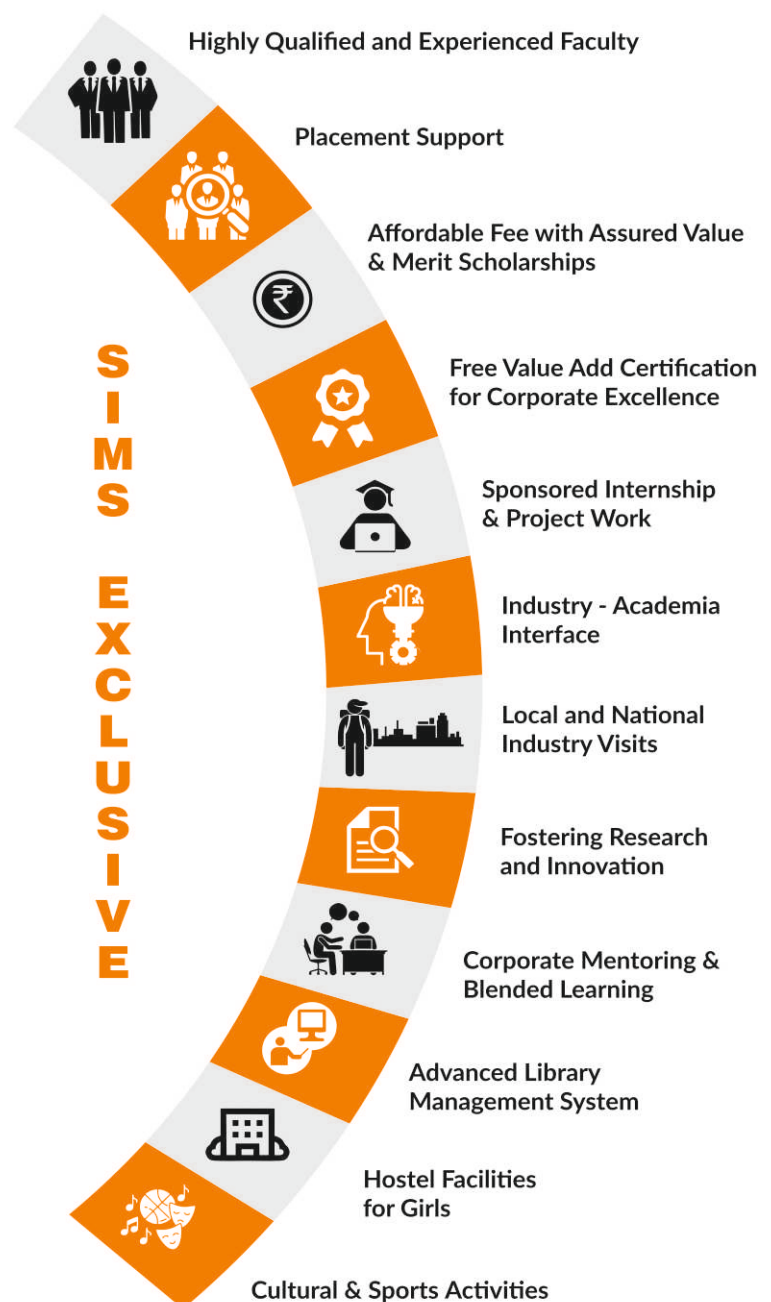 Highly Qualified and Experienced Faculty
Placement Support
Affordable Fee with Assured Value
& Merit Scholarships
₹
Free Value Add Certification
for Corporate Excellence
Sponsored Internship
& Project Work
Industry - Academia
Interface
Local and National
Industry Visits
Fostering Research
and Innovation
Corporate Mentoring &
Blended Learning
Advanced Library
Management System
Hostel Facilities
for Girls
Cultural & Sports Activities
SIMS EXCLUSIVE